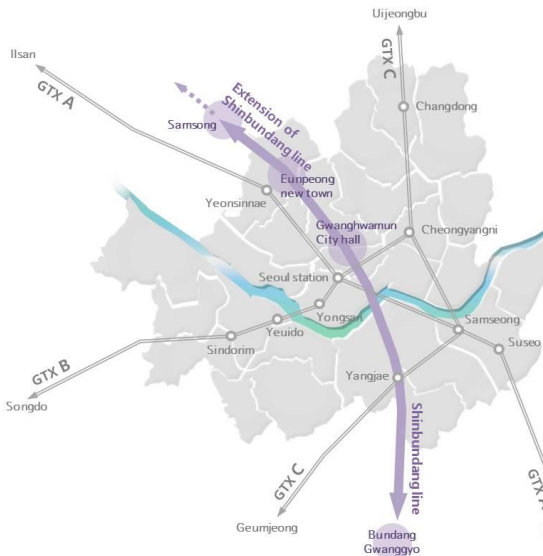 Uijeongbu
Ilsan
GTX C
GTX A
Changdong
Extension of
Shinbundang line
Samsong
Eunpeong
new town
Yeonsinnae
Gwanghwamun
City hall
Cheongyangni
Seoul station
Yongsan
Yeuido
Samseong
Sindorim
Suseo
GTX B
Yangjae
Songdo
Shinbundang line
GTX C
GTX A
Geumjeong
Bundang
Gwanggyo